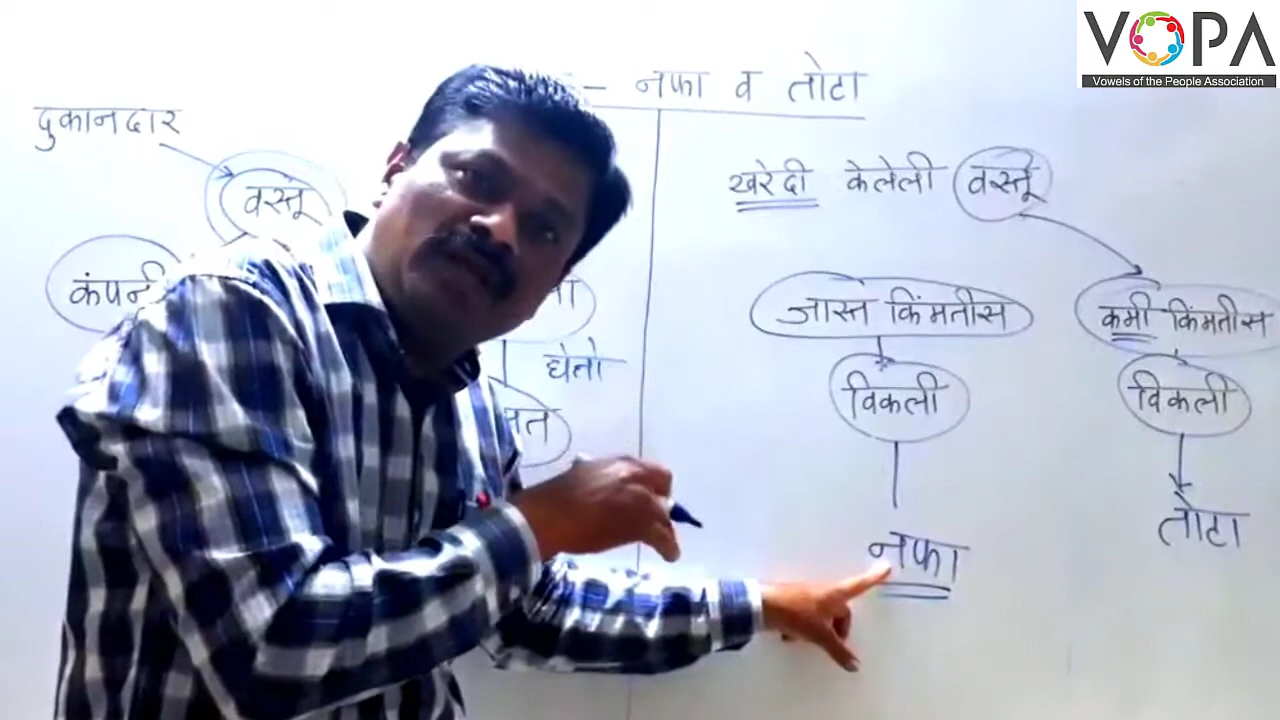 VOPA
Vowels of the People Association
– नफा व तोटा
दुकानदार
वस्तू
कंपनी
घेतो
खरेदी केलेली वस्तू
जास्त किंमतीस
कमी किंमतीस
विकली
विकली
नफा
तोटा